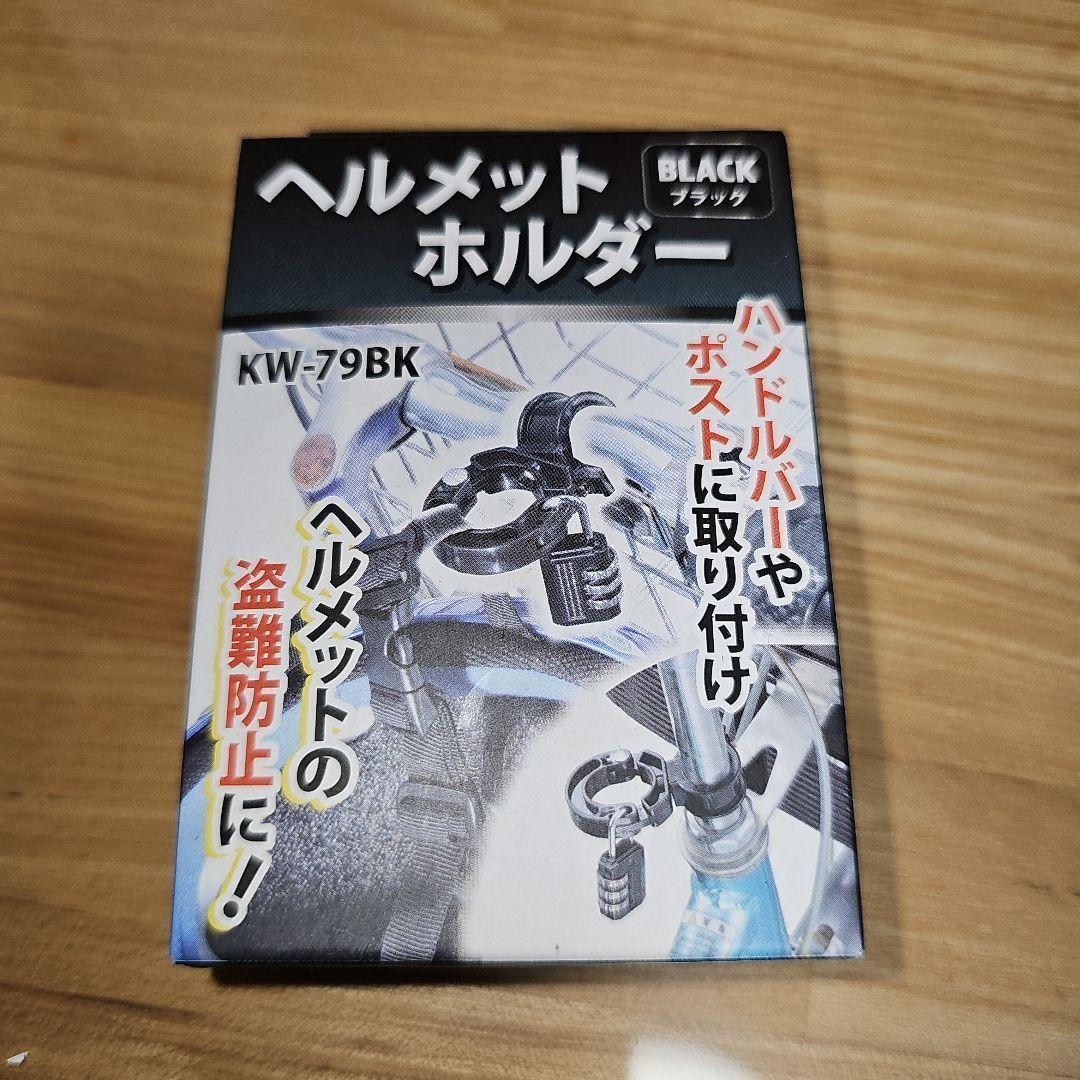 ヘルメット
ホルダー
BLACK
ブラック
KW-79BK
ハンドルバーや
ポストに取り付け
ヘルメットの
盗難防止に!